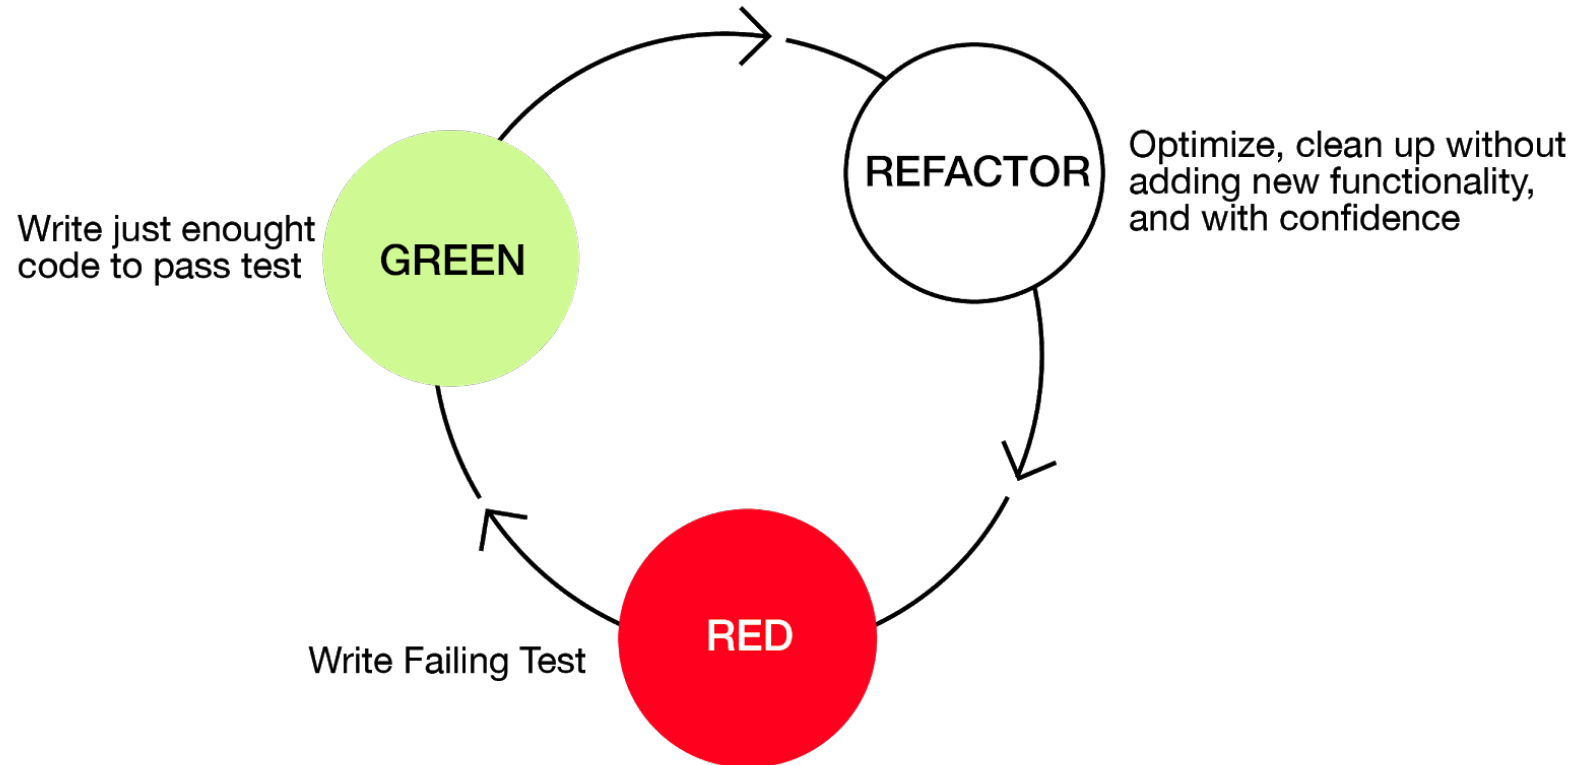 REFACTOR
Optimize, clean up without
adding new functionality,
and with confidence
Write just enought
code to pass test
GREEN
RED
Write Failing Test